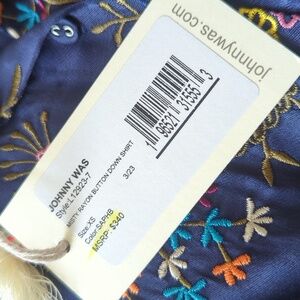 johnnywas.com
JOHNNY WAS
Style:L12923-7
MISTY RAYON BUTTON DOWN SHIRT
3/23
Size:XS
Color:SAPHB
MSRP: $340